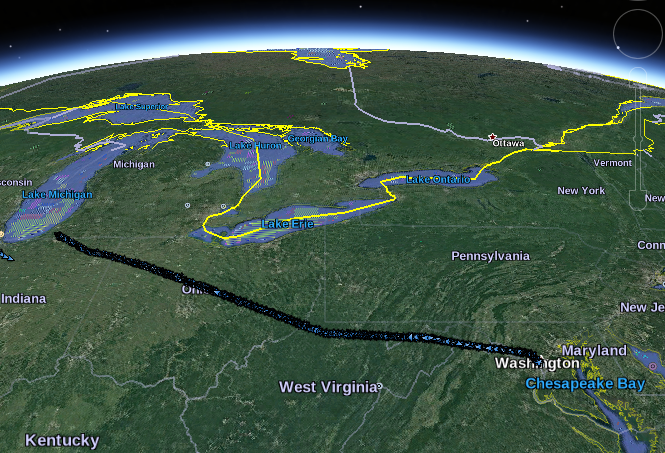 Lake Superior
Georgian Bay
Lake Huron
Ottawa
Michigan
Vermont
Lake Ontario
consin
Lake Michigan
New York
New
Lake Erie
Conn
Pennsylvania
Indiana
New Je
Maryland
Washington
West Virginia
Chesapeake Bay
Kentucky